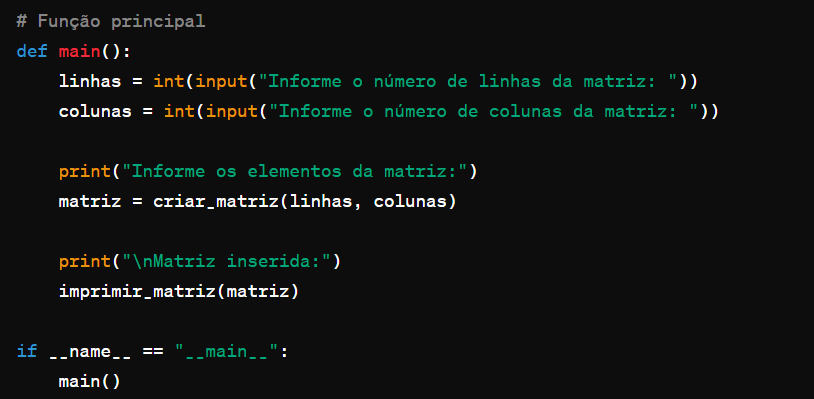 # Função principal
def main():
    linhas = int(input("Informe o número de linhas da matriz: "))
    colunas = int(input("Informe o número de colunas da matriz: "))

    print("Informe os elementos da matriz:")
    matriz = criar_matriz(linhas, colunas)

    print("\nMatriz inserida:")
    imprimir_matriz(matriz)

if __name__ == "__main__":
    main()